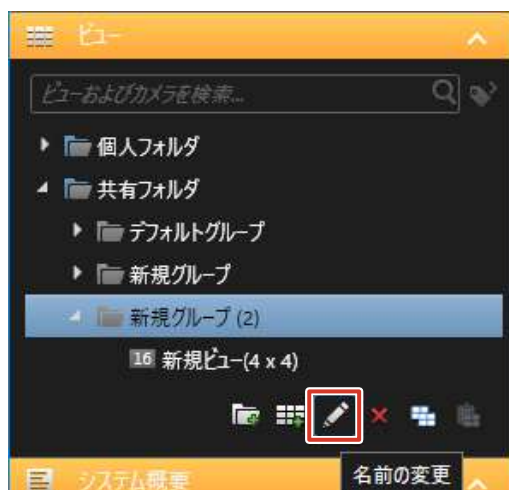 ビュー
ビューおよびカメラを検索...
個人フォルダ
共有フォルダ
デフォルトグループ
新規グループ
新規グループ (2)
16 新規ビュー(4 x 4)
名前の変更
システム概要